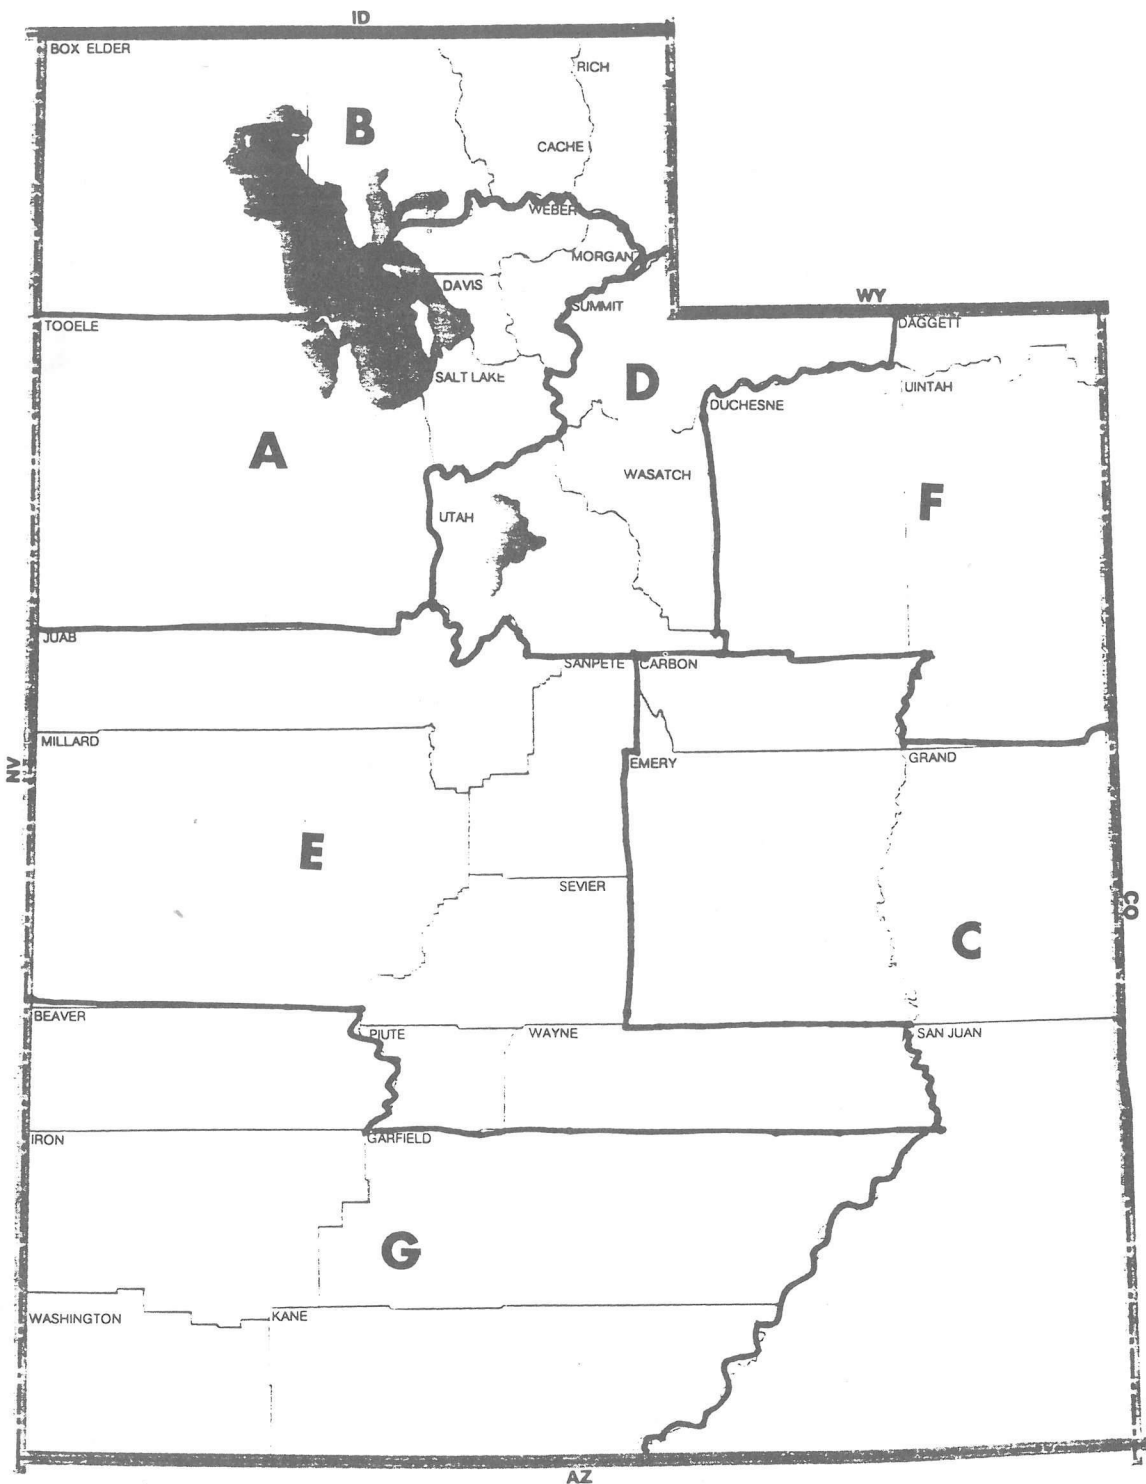 ID
BOX ELDER
RICH
B
CACHE
WEBER
MORGAN
DAVIS
SUMMIT
WY
TOOELE
DAGGETT
SALT LAKE
D
UINTAH
DUCHESNE
A
WASATCH
F
UTAH
JUAB
SANPETE
CARBON
MILLARD
EMERY
GRAND
NV
E
SEVIER
CO
C
BEAVER
PIUTE
WAYNE
SAN JUAN
IRON
GARFIELD
G
WASHINGTON
KANE
AZ